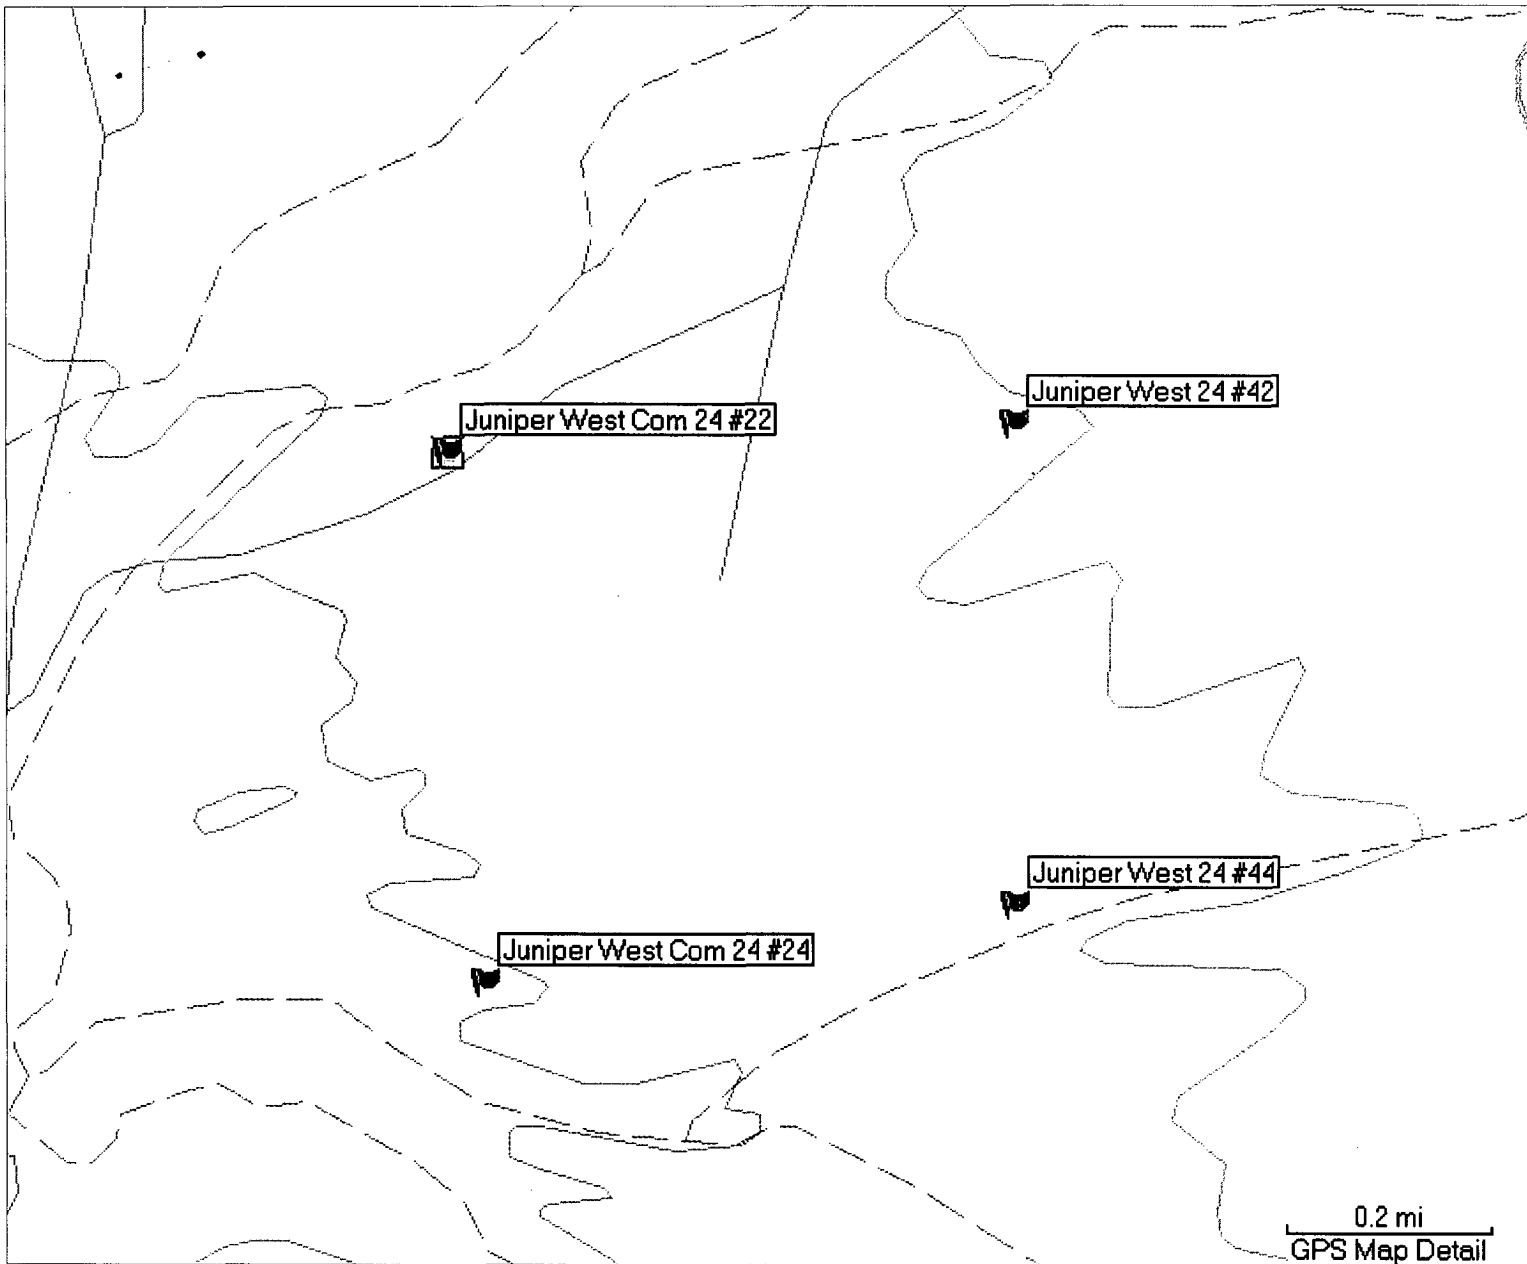 Juniper West 24 #42
Juniper West Com 24 #22
Juniper West 24 #44
Juniper West Com 24 #24
0.2 mi
GPS Map Detail